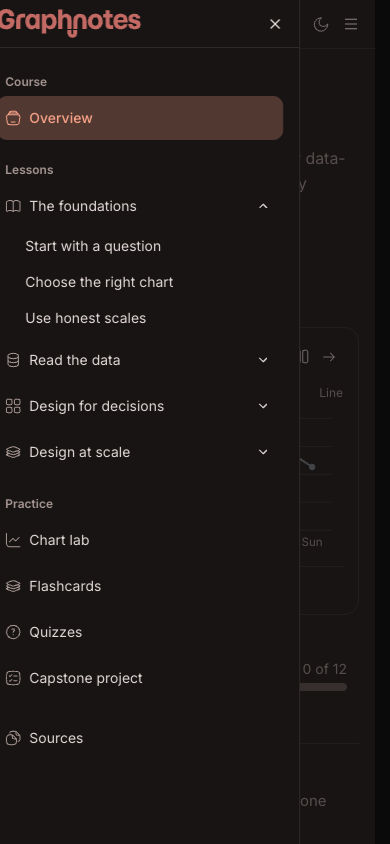 Graphnotes
Course
Overview
Lessons
The foundations
Start with a question
Choose the right chart
Use honest scales
Read the data
Design for decisions
Design at scale
Practice
Chart lab
Flashcards
Quizzes
Capstone project
Sources
data-
y
Line
Sun
0 of 12
one